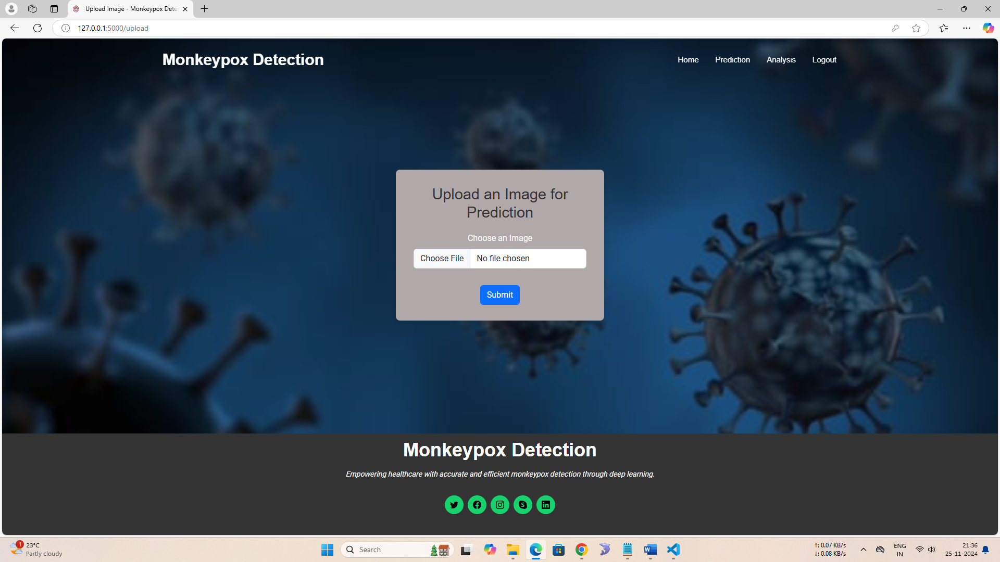 Upload Image - Monkeypox Dete
127.0.0.1:5000/upload
Monkeypox Detection
Home
Prediction
Analysis
Logout
Upload an Image for
Prediction
Choose an Image
Choose File
No file chosen
Submit
Monkeypox Detection
Empowering healthcare with accurate and efficient monkeypox detection through deep learning.
1
23°C
Partly cloudy
Search
↑: 0.07 KB/s
↓: 0.08 KB/s
ENG
IN
21:36
25-11-2024